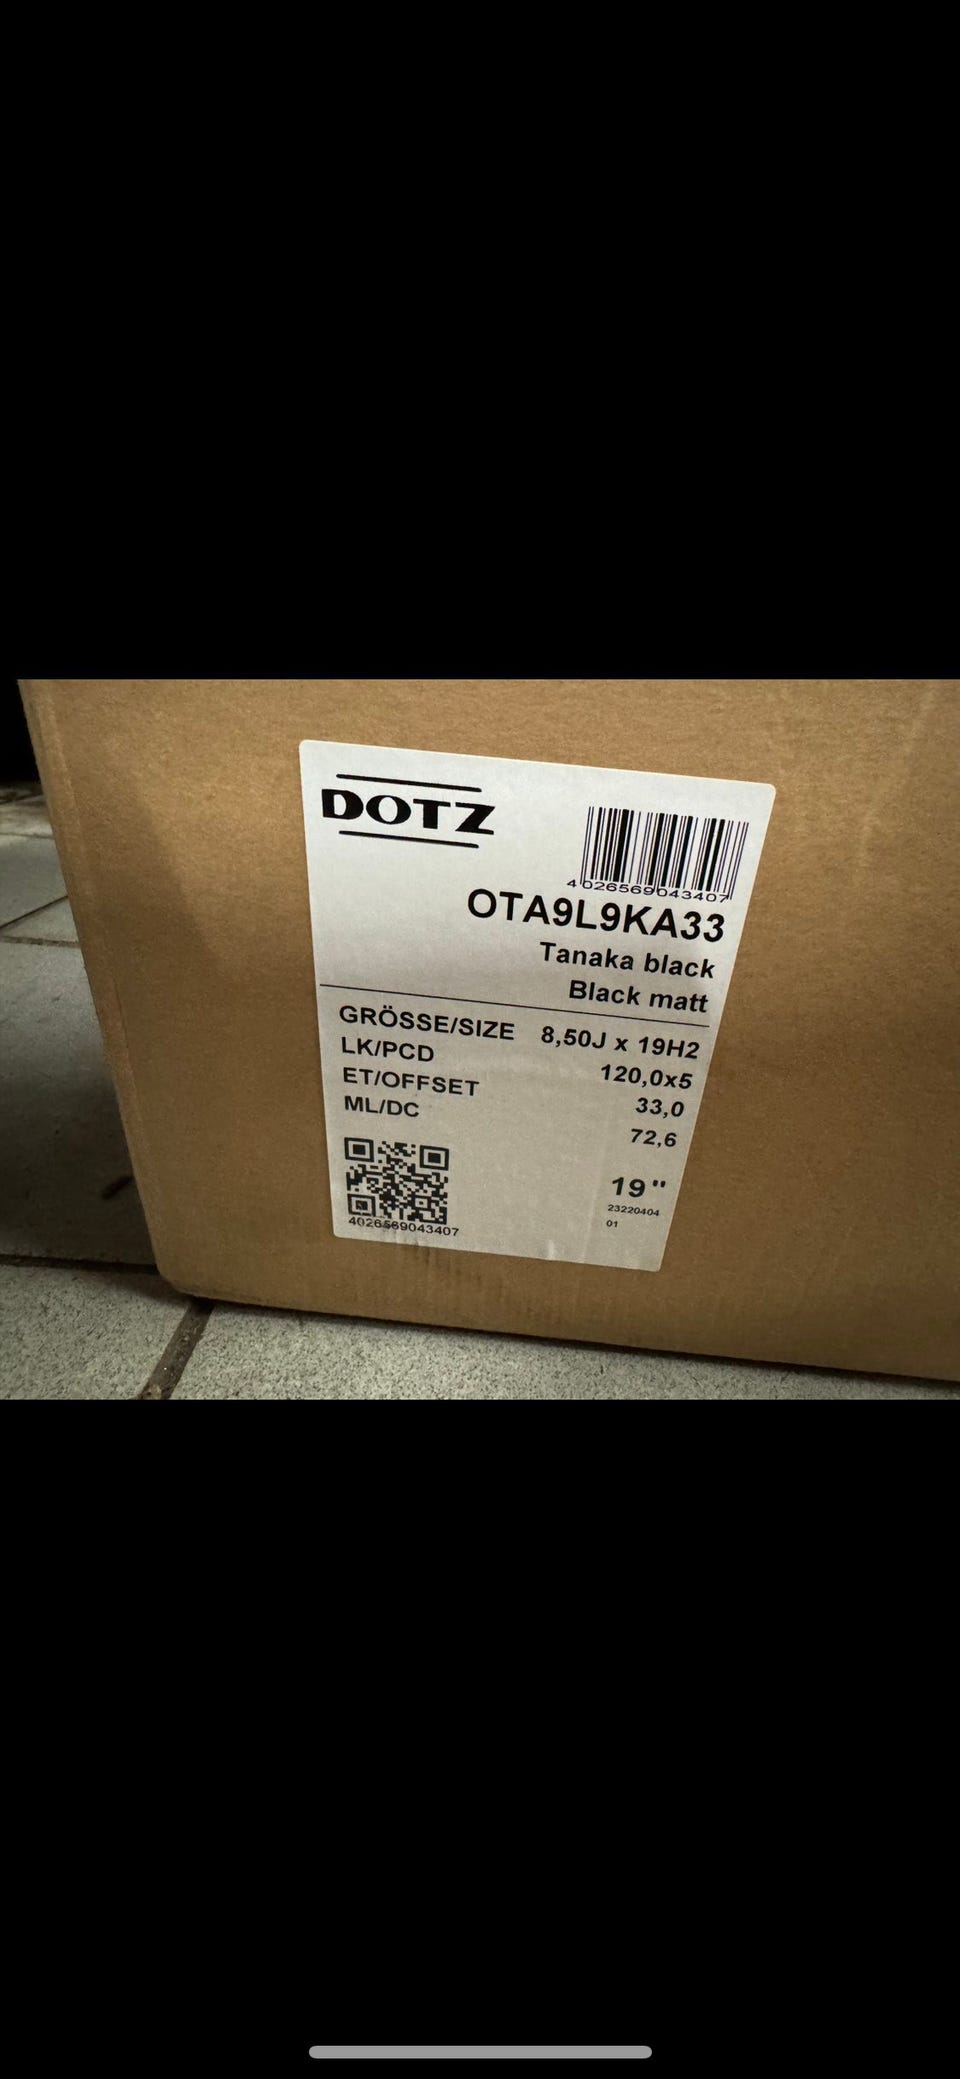 DOTZ
4026569043407
OTA9L9KA33
Tanaka black
Black matt
GRÖSSE/SIZE 8,50J x 19H2
LK/PCD 120,0x5
ET/OFFSET 33,0
ML/DC 72,6
19"
23220404
01
4026569043407